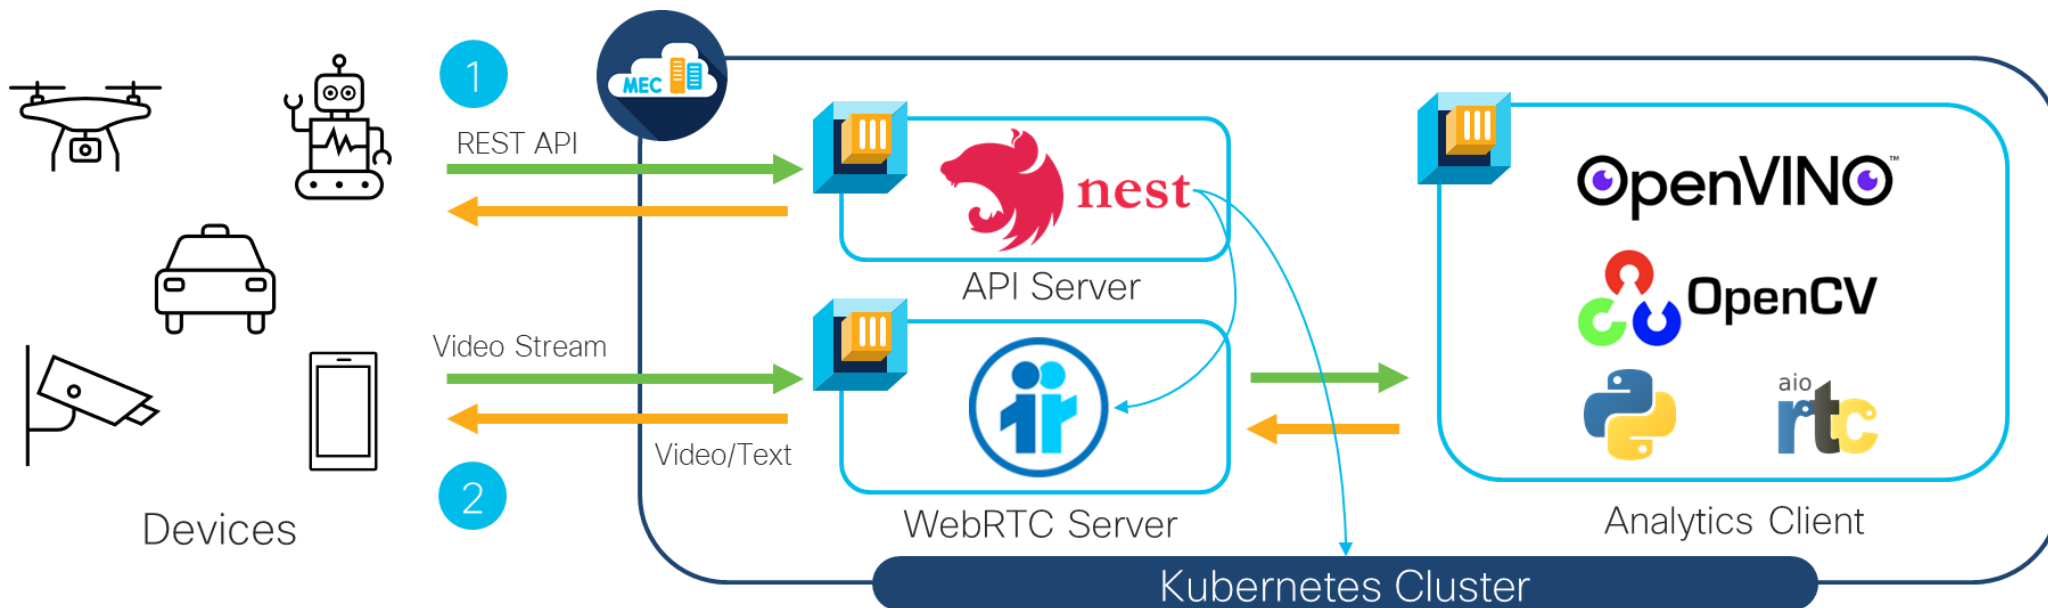 1
REST API
MEC
nest
API Server
Video Stream
Video/Text
2
WebRTC Server
Devices
OpenVINO™
OpenCV
aio
rtc
Analytics Client
Kubernetes Cluster